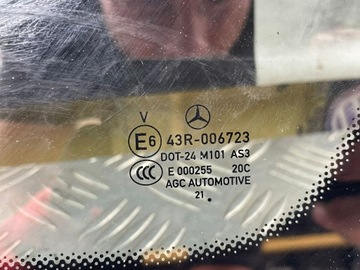 V
E6 43R-006723
DOT-24 M101 AS3
CCC E 000255 20C
AGC AUTOMOTIVE
21